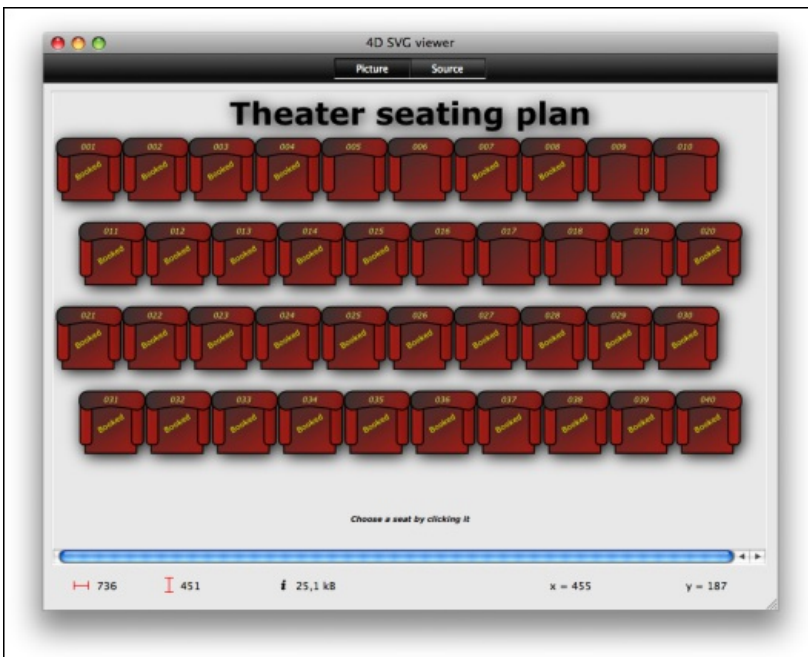 4D SVG viewer
Picture Source
Theater seating plan
001 002 003 004 005 006 007 008 009 010
Booked Booked Booked Booked Booked Booked
011 012 013 014 015 016 017 018 019 020
Booked Booked Booked Booked Booked Booked
021 022 023 024 025 026 027 028 029 030
Booked Booked Booked Booked Booked Booked Booked Booked Booked Booked
031 032 033 034 035 036 037 038 039 040
Booked Booked Booked Booked Booked Booked Booked Booked Booked Booked
Choose a seat by clicking it
736 451 i 25,1 kB x = 455 y = 187